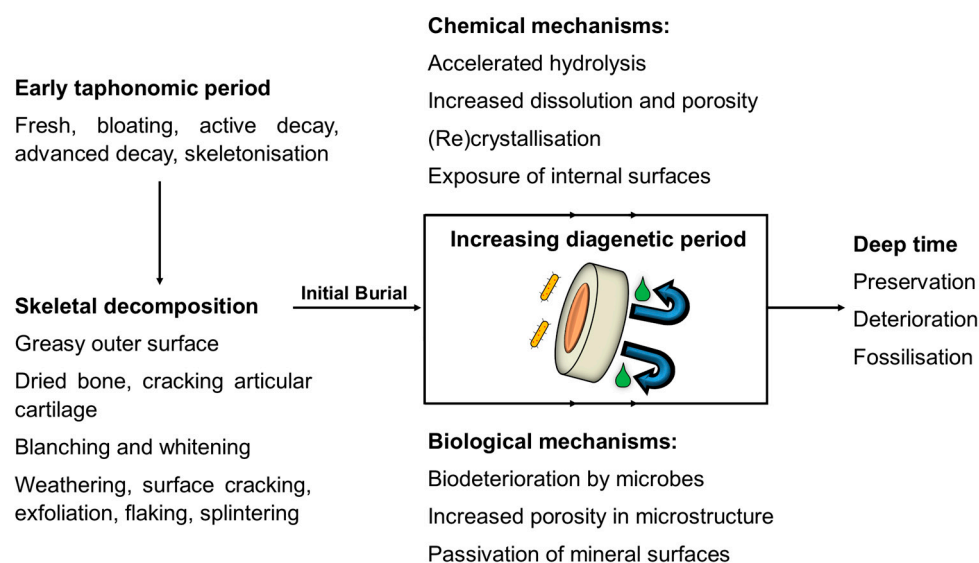 Early taphonomic period
Fresh, bloating, active decay,
advanced decay, skeletonisation
Skeletal decomposition
Greasy outer surface
Dried bone, cracking articular
cartilage
Blanching and whitening
Weathering, surface cracking,
exfoliation, flaking, splintering
Initial Burial
Chemical mechanisms:
Accelerated hydrolysis
Increased dissolution and porosity
(Re)crystallisation
Exposure of internal surfaces
Increasing diagenetic period
Biological mechanisms:
Biodeterioration by microbes
Increased porosity in microstructure
Passivation of mineral surfaces
Deep time
Preservation
Deterioration
Fossilisation